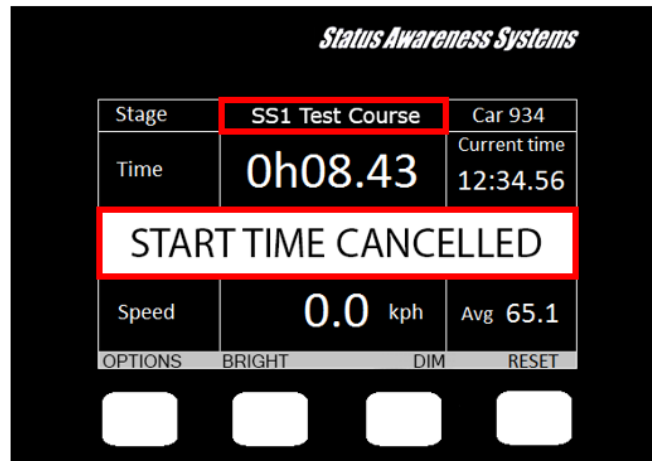 Status Awareness Systems
Stage SS1 Test Course Car 934
Time 0h08.43 Current time
12:34.56
START TIME CANCELLED
Speed 0.0 kph Avg 65.1
OPTIONS BRIGHT DIM RESET